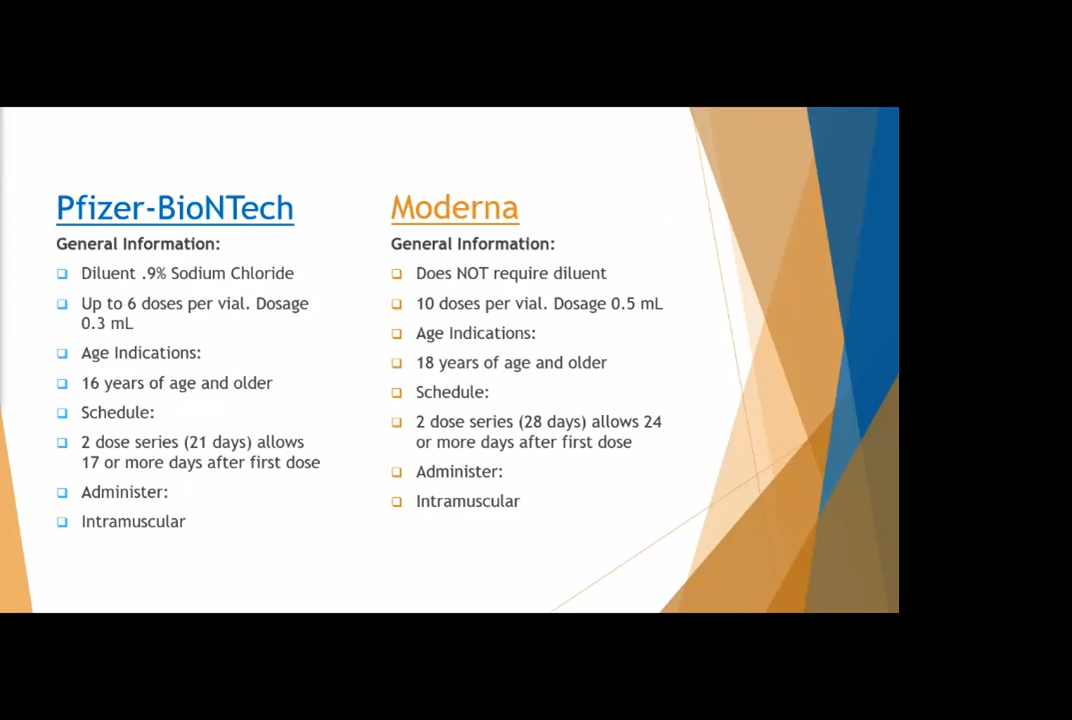 Pfizer-BioNTech
General Information:
Diluent .9% Sodium Chloride
Up to 6 doses per vial. Dosage
0.3 mL
Age Indications:
16 years of age and older
Schedule:
2 dose series (21 days) allows
17 or more days after first dose
Administer:
Intramuscular
Moderna
General Information:
Does NOT require diluent
10 doses per vial. Dosage 0.5 mL
Age Indications:
18 years of age and older
Schedule:
2 dose series (28 days) allows 24
or more days after first dose
Administer:
Intramuscular